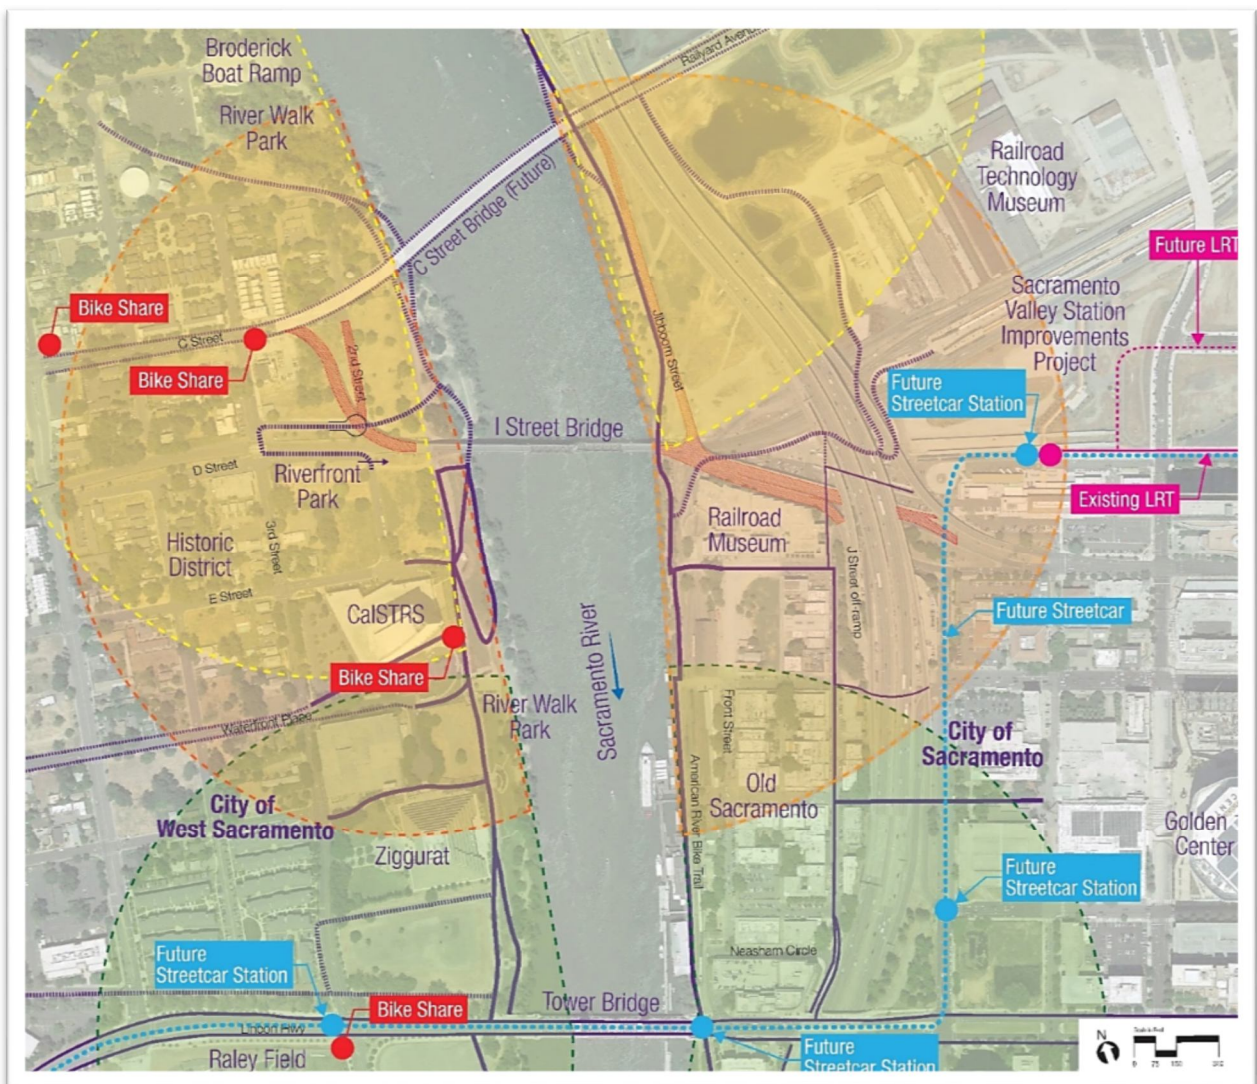 Broderick
Boat Ramp
River Walk
Park
Railyard Avenue
Railroad
Technology
Museum
C Street Bridge (Future)
Future LRT
Sacramento
Valley Station
Improvements
Project
Bike Share
C Street
Bike Share
2nd Street
Jibboom Street
Future
Streetcar Station
I Street Bridge
D Street
Riverfront
Park
Existing LRT
Railroad
Museum
Historic
District
3rd Street
E Street
J Street off-ramp
CalSTRS
Future Streetcar
Bike Share
Sacramento River
River Walk
Park
Waterfront Place
Front Street
City of
Sacramento
American River Bike Trail
Old
Sacramento
City of
West Sacramento
Golden
Center
Ziggurat
Future
Streetcar Station
Neasham Circle
Future
Streetcar Station
Bike Share
Tower Bridge
Lincoln Hwy
Raley Field
Future
Streetcar Station
N
0 75 150